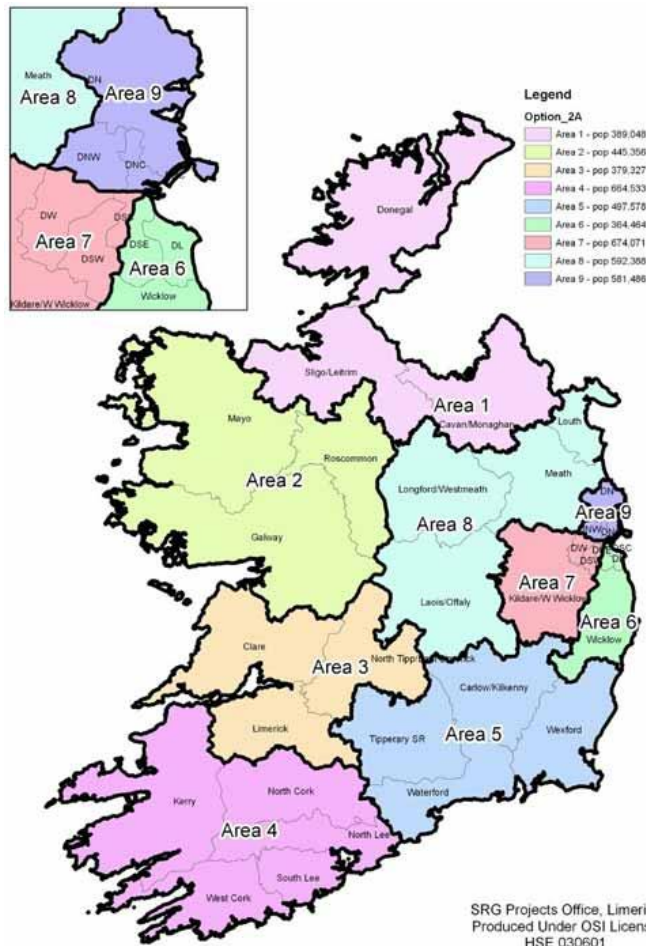 Meath
DN
Area 8
Area 9
DNW
DNC
DW
Area 7
DSE
DL
DSW
Area 6
Kildare/W Wicklow
Wicklow
Legend
Option_2A
Area 1 - pop 389,048
Area 2 - pop 445,356
Area 3 - pop 379,327
Area 4 - pop 664,533
Area 5 - pop 497,578
Area 6 - pop 364,464
Area 7 - pop 674,071
Area 8 - pop 592,388
Area 9 - pop 581,486
Donegal
Sligo/Leitrim
Area 1
Cavan/Monaghan
Louth
Mayo
Roscommon
Meath
Area 2
Longford/Westmeath
DN
Area 9
Galway
Area 8
DW
Area 7
Kildare/W Wicklow
Laois/Offaly
Area 6
Wicklow
Clare
Area 3
North Tipp/
Carlow/Kilkenny
Limerick
Tipperary SR
Area 5
Wexford
Waterford
Kerry
North Cork
Area 4
North Lee
South Lee
West Cork
SRG Projects Office, Limeri
Produced Under OSI Licens
HSE 030601